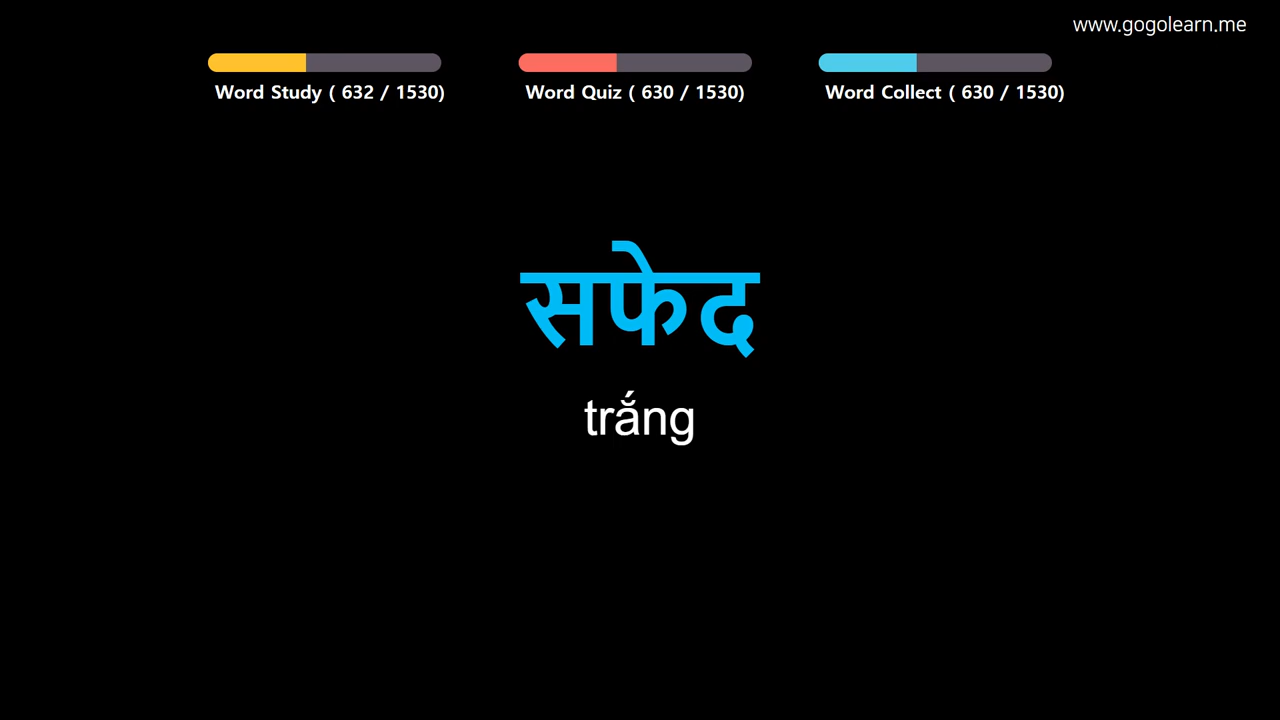 www.gogolearn.me
Word Study ( 632 / 1530)
Word Quiz ( 630 / 1530)
Word Collect ( 630 / 1530)
सफेद
trắng